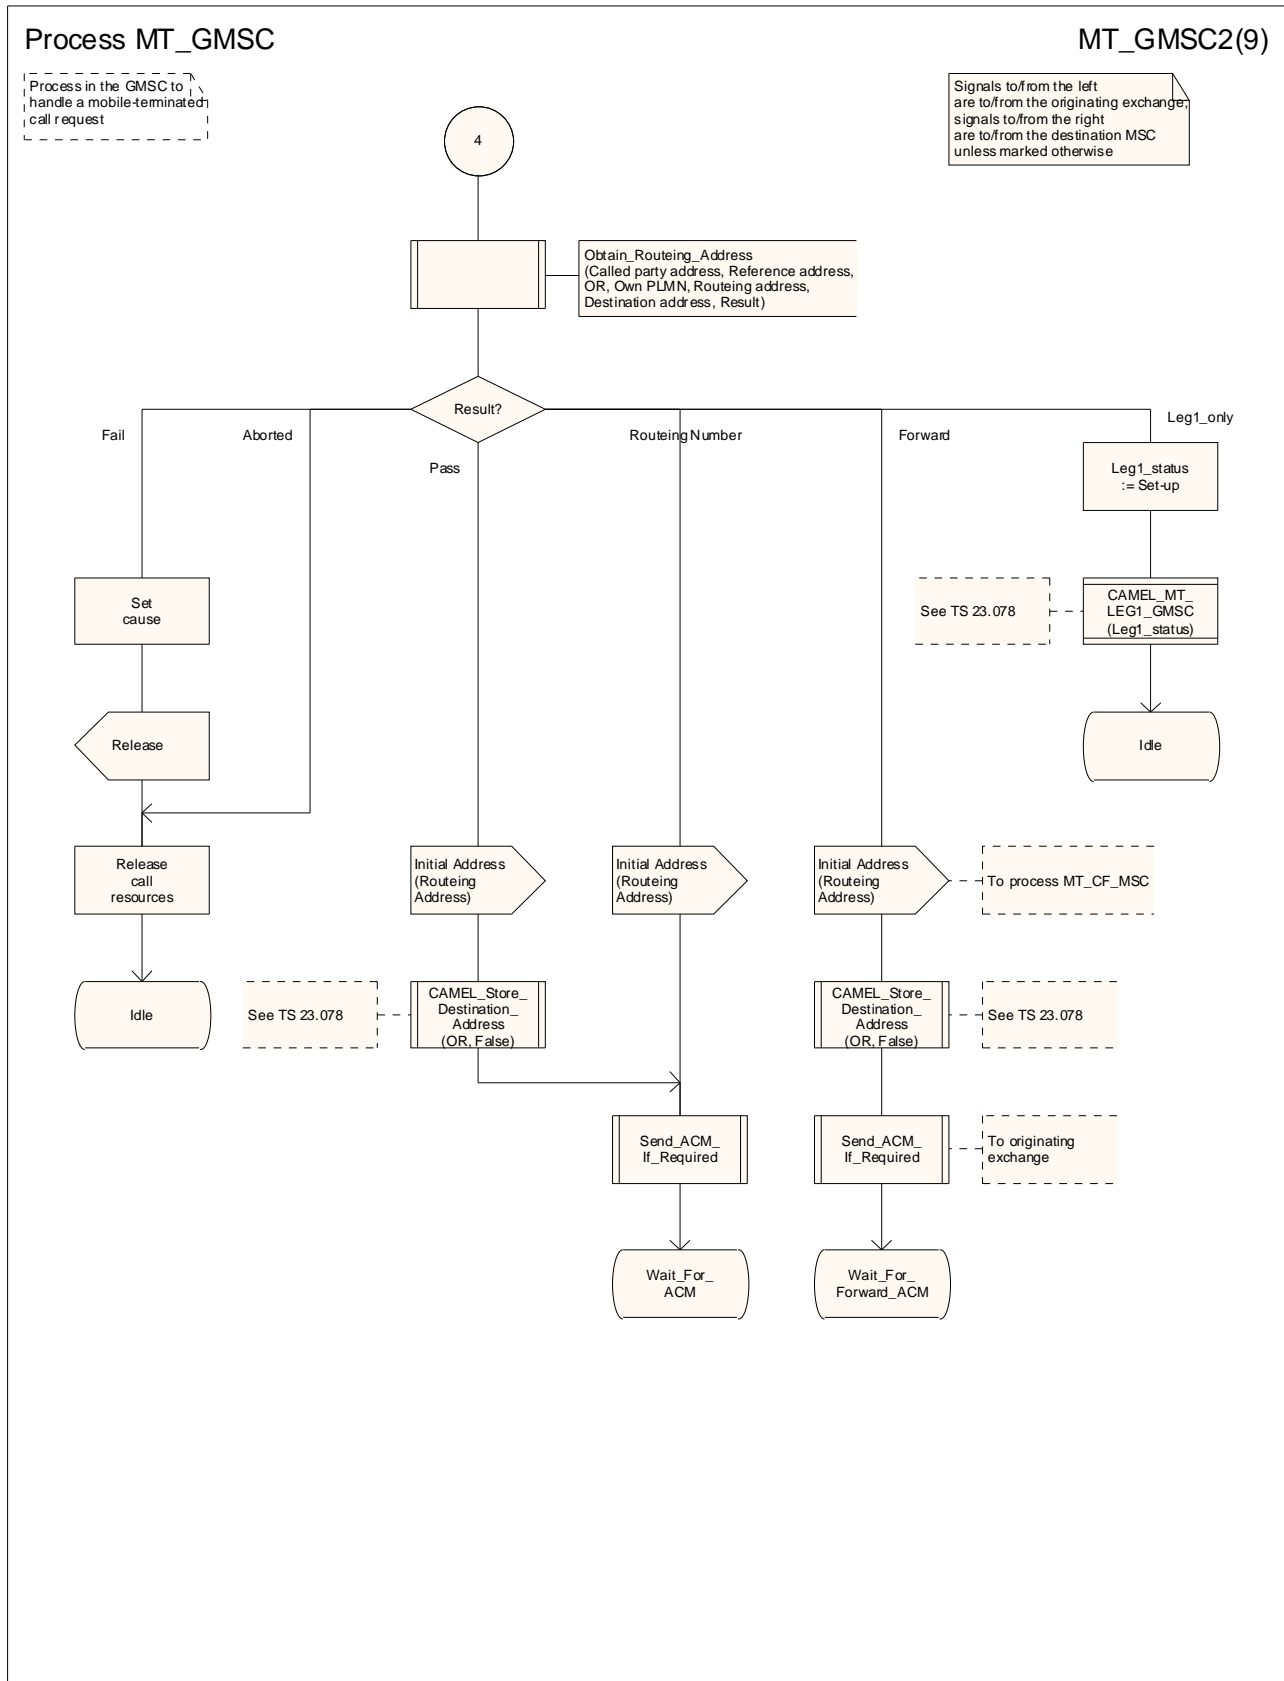 Process MT_GMSC
MT_GMSC2(9)
Process in the GMSC to
handle a mobile-terminated
call request
Signals to/from the left
are to/from the originating exchange;
signals to/from the right
are to/from the destination MSC
unless marked otherwise
4
Obtain_Routeing_Address
(Called party address, Reference address,
OR, Own PLMN, Routeing address,
Destination address, Result)
Result?
Fail
Aborted
Pass
Routeing Number
Forward
Leg1_only
Leg1_status
:= Set-up
See TS 23.078
CAMEL_MT_
LEG1_GMSC
(Leg1_status)
Set
cause
Release
Idle
Release
call
resources
Initial Address
(Routeing
Address)
Initial Address
(Routeing
Address)
Initial Address
(Routeing
Address)
To process MT_CF_MSC
Idle
See TS 23.078
CAMEL_Store_
Destination_
Address
(OR, False)
CAMEL_Store_
Destination_
Address
(OR, False)
See TS 23.078
Send_ACM_
If_Required
Send_ACM_
If_Required
To originating
exchange
Wait_For_
ACM
Wait_For_
Forward_ACM